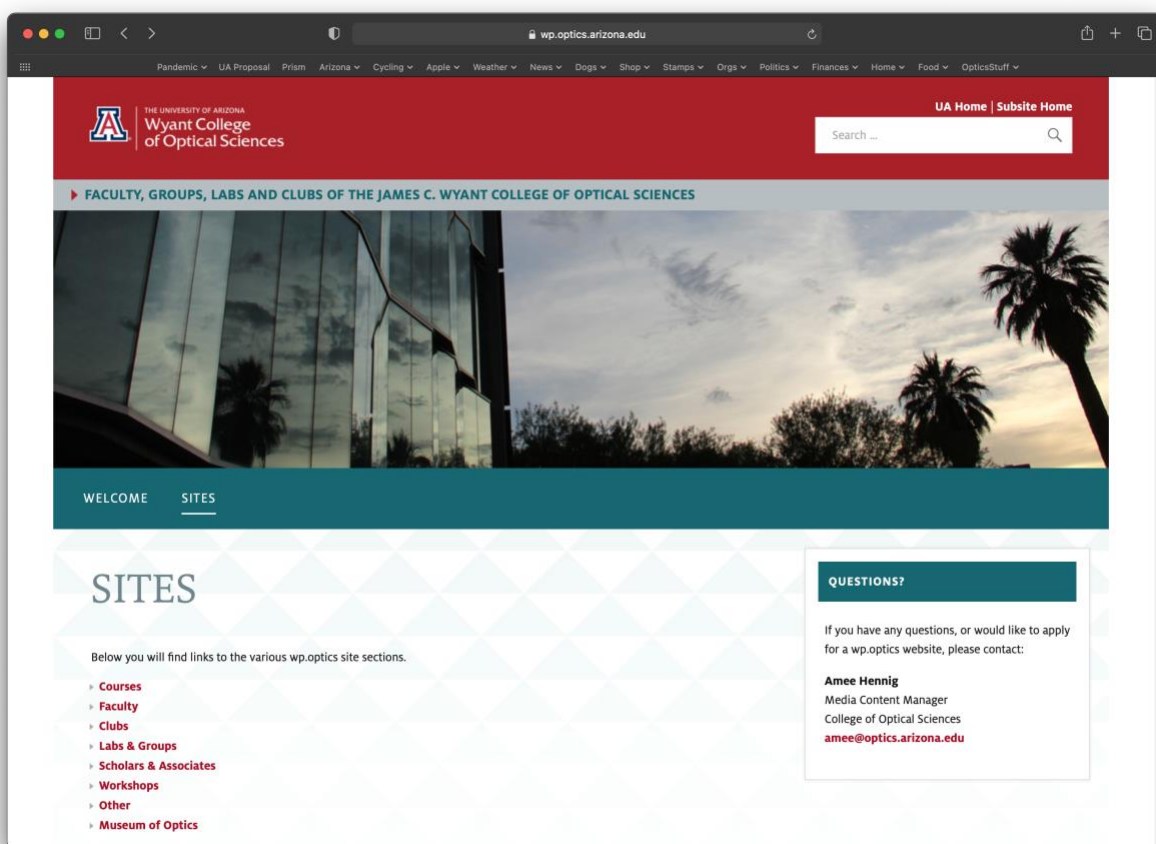 wp.optics.arizona.edu
Pandemic UA Proposal Prism Arizona Cycling Apple Weather News Dogs Shop Stamps Orgs Politics Finances Home Food OpticsStuff
UA Home | Subsite Home
THE UNIVERSITY OF ARIZONA
Wyant College
of Optical Sciences
Search ...
FACULTY, GROUPS, LABS AND CLUBS OF THE JAMES C. WYANT COLLEGE OF OPTICAL SCIENCES
WELCOME SITES
SITES
Below you will find links to the various wp.optics site sections.
Courses
Faculty
Clubs
Labs & Groups
Scholars & Associates
Workshops
Other
Museum of Optics
QUESTIONS?
If you have any questions, or would like to apply
for a wp.optics website, please contact:
Amee Hennig
Media Content Manager
College of Optical Sciences
amee@optics.arizona.edu